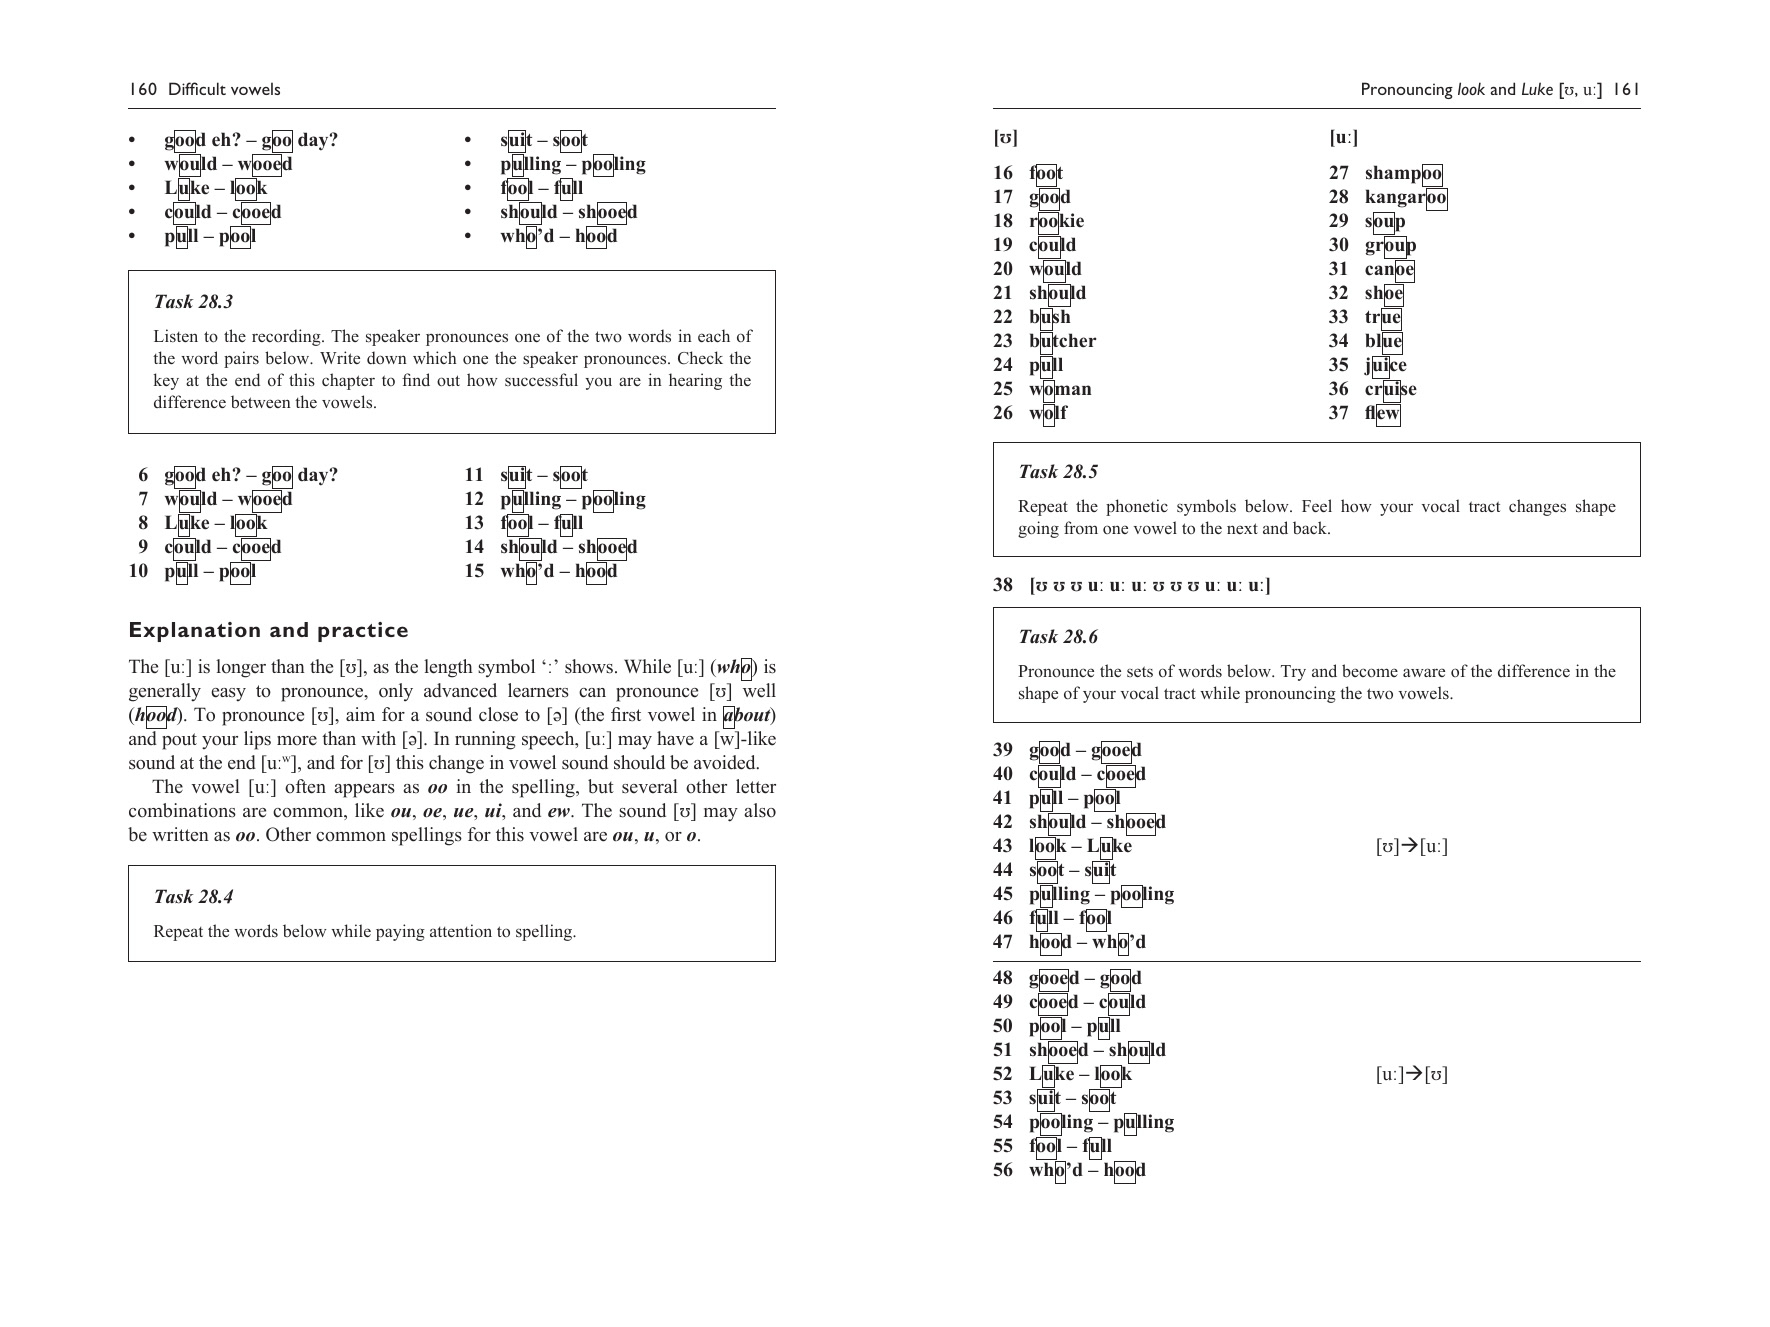 160 Difficult vowels
• good eh? – goo day?
• would – wooed
• Luke – look
• could – cooed
• pull – pool
• suit – soot
• pulling – pooling
• fool – full
• should – shooed
• who’d – hood
Task 28.3
Listen to the recording. The speaker pronounces one of the two words in each of
the word pairs below. Write down which one the speaker pronounces. Check the
key at the end of this chapter to find out how successful you are in hearing the
difference between the vowels.
6 good eh? – goo day?
7 would – wooed
8 Luke – look
9 could – cooed
10 pull – pool
11 suit – soot
12 pulling – pooling
13 fool – full
14 should – shooed
15 who’d – hood
Explanation and practice
The [uː] is longer than the [ʊ], as the length symbol ‘ː’ shows. While [uː] (who) is
generally easy to pronounce, only advanced learners can pronounce [ʊ] well
(hood). To pronounce [ʊ], aim for a sound close to [ə] (the first vowel in about)
and pout your lips more than with [ə]. In running speech, [uː] may have a [w]-like
sound at the end [uːʷ], and for [ʊ] this change in vowel sound should be avoided.
The vowel [uː] often appears as oo in the spelling, but several other letter
combinations are common, like ou, oe, ue, ui, and ew. The sound [ʊ] may also
be written as oo. Other common spellings for this vowel are ou, u, or o.
Task 28.4
Repeat the words below while paying attention to spelling.
Pronouncing look and Luke [ʊ, uː] 161
[ʊ]
16 foot
17 good
18 rookie
19 could
20 would
21 should
22 bush
23 butcher
24 pull
25 woman
26 wolf
[uː]
27 shampoo
28 kangaroo
29 soup
30 group
31 canoe
32 shoe
33 true
34 blue
35 juice
36 cruise
37 flew
Task 28.5
Repeat the phonetic symbols below. Feel how your vocal tract changes shape
going from one vowel to the next and back.
38 [ʊ ʊ ʊ uː uː uː ʊ ʊ ʊ uː uː uː]
Task 28.6
Pronounce the sets of words below. Try and become aware of the difference in the
shape of your vocal tract while pronouncing the two vowels.
39 good – gooed
40 could – cooed
41 pull – pool
42 should – shooed
43 look – Luke [ʊ]→[uː]
44 soot – suit
45 pulling – pooling
46 full – fool
47 hood – who’d
48 gooed – good
49 cooed – could
50 pool – pull
51 shooed – should
52 Luke – look [uː]→[ʊ]
53 suit – soot
54 pooling – pulling
55 fool – full
56 who’d – hood